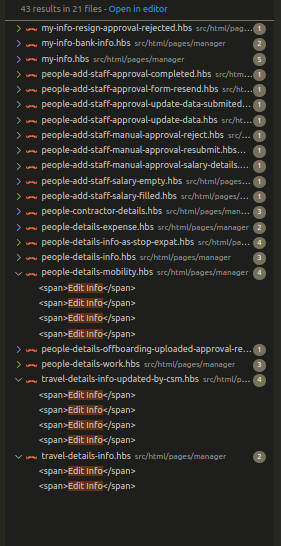 43 results in 21 files - Open in editor
my-info-resign-approval-rejected.hbs src/html/pag... 1
my-info-bank-info.hbs src/html/pages/manager 2
my-info.hbs src/html/pages/manager 5
people-add-staff-approval-completed.hbs src/h... 1
people-add-staff-approval-form-resend.hbs src/ht... 1
people-add-staff-approval-update-data-submited... 1
people-add-staff-approval-update-data.hbs src/... 1
people-add-staff-manual-approval-reject.hbs src/... 1
people-add-staff-manual-approval-resubmit.hbs... 1
people-add-staff-manual-approval-salary-details.... 1
people-add-staff-salary-empty.hbs src/html/pages... 1
people-add-staff-salary-filled.hbs src/html/pages/... 1
people-contractor-details.hbs src/html/pages/... 3
people-details-expense.hbs src/html/pages/manager 2
people-details-info-as-stop-expat.hbs src/html/... 4
people-details-info.hbs src/html/pages/manager 3
people-details-mobility.hbs src/html/pages/manager 4
<span>Edit Info</span>
<span>Edit Info</span>
<span>Edit Info</span>
<span>Edit Info</span>
people-details-offboarding-uploaded-approval-re... 1
people-details-work.hbs src/html/pages/manager 3
travel-details-info-updated-by-csm.hbs src/html/p... 4
<span>Edit Info</span>
<span>Edit Info</span>
<span>Edit Info</span>
<span>Edit Info</span>
travel-details-info.hbs src/html/pages/manager 2
<span>Edit Info</span>
<span>Edit Info</span>